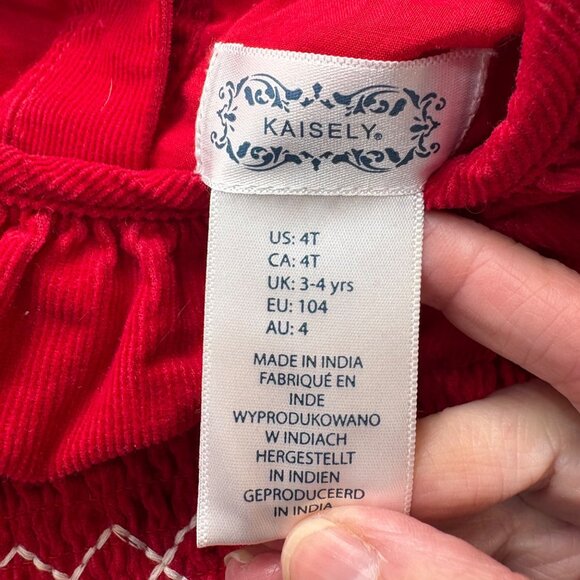 KAISELY®
US: 4T
CA: 4T
UK: 3-4 yrs
EU: 104
AU: 4
MADE IN INDIA
FABRIQUÉ EN
INDE
WYPRODUKOWANO
W INDIACH
HERGESTELLT
IN INDIEN
GEPRODUCEERD
IN INDIA